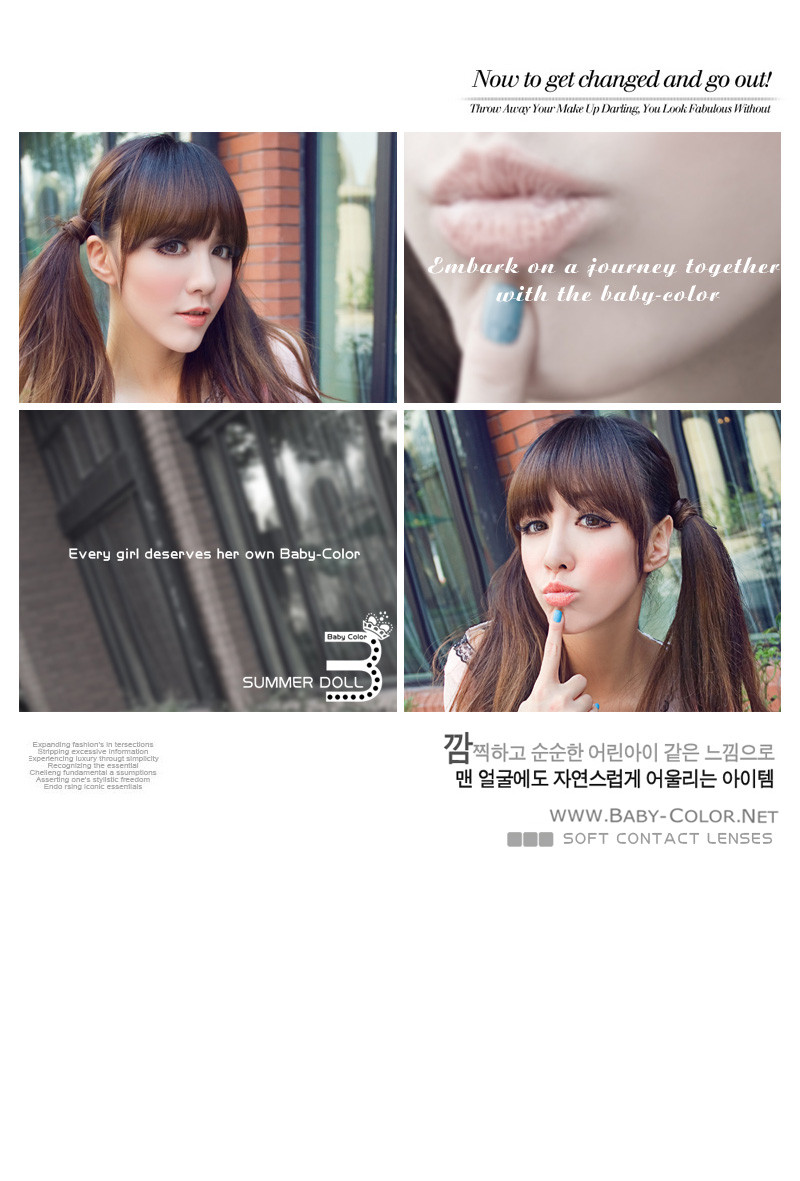 Now to get changed and go out!
Throw Away Your Make Up Darling, You Look Fabulous Without
Embark on a journey together
with the baby-color
Every girl deserves her own Baby-Color
Baby Color
SUMMER DOLL
3
Expanding fashion's in tersections
Stripping excessive information
Experiencing luxury througt simplicity
Recognizing the essential
Chelleng fundamental a ssumptions
Asserting one's stylistic freedom
Endo rsing iconic essentials
깜찍하고 순순한 어린아이 같은 느낌으로
맨 얼굴에도 자연스럽게 어울리는 아이템
WWW.BABY-COLOR.NET
SOFT CONTACT LENSES